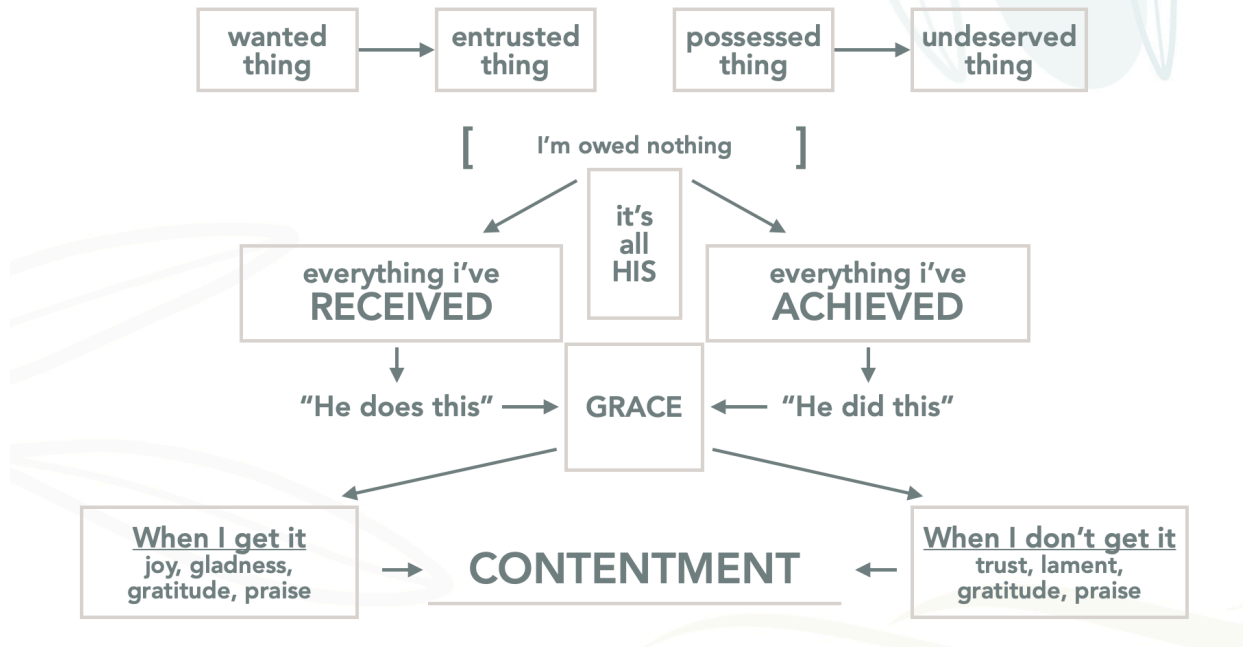 wanted
thing
entrusted
thing
possessed
thing
undeserved
thing
[ I'm owed nothing ]
it's
all
HIS
everything i've
RECEIVED
everything i've
ACHIEVED
"He does this"
GRACE
"He did this"
When I get it
joy, gladness,
gratitude, praise
CONTENTMENT
When I don't get it
trust, lament,
gratitude, praise